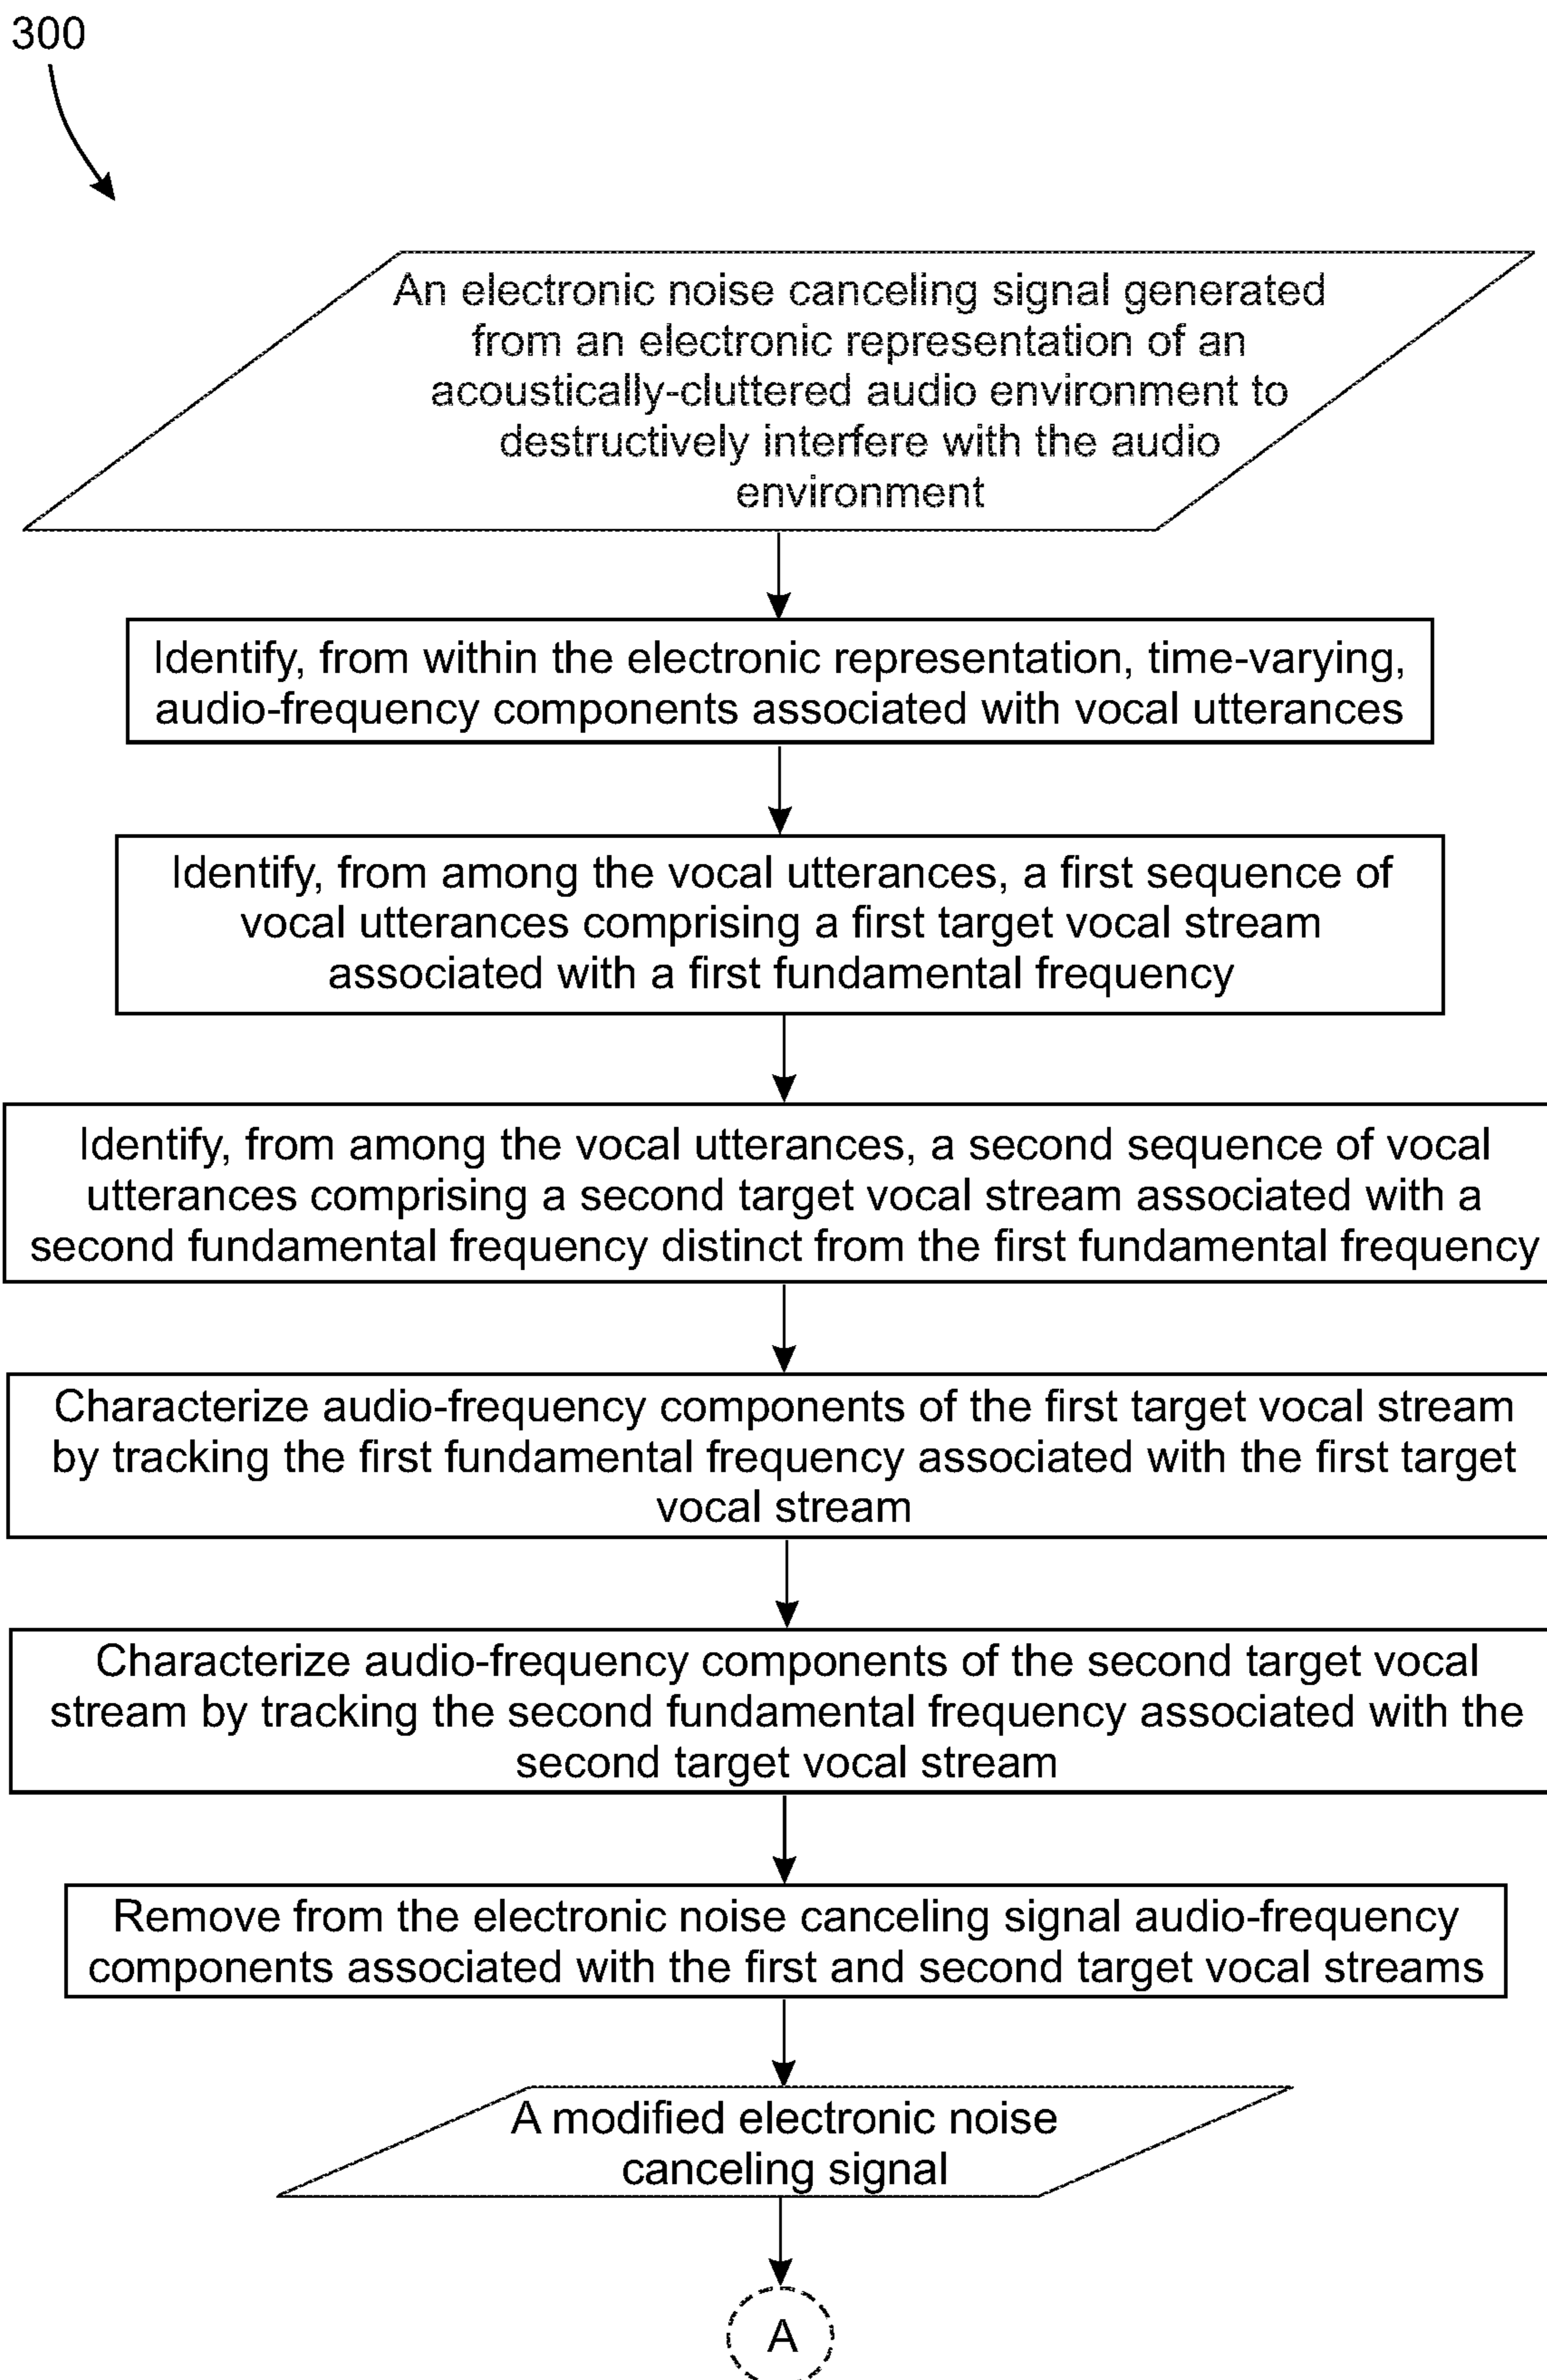 300
An electronic noise canceling signal generated
from an electronic representation of an
acoustically-cluttered audio environment to
destructively interfere with the audio
environment
Identify, from within the electronic representation, time-varying,
audio-frequency components associated with vocal utterances
Identify, from among the vocal utterances, a first sequence of
vocal utterances comprising a first target vocal stream
associated with a first fundamental frequency
Identify, from among the vocal utterances, a second sequence of vocal
utterances comprising a second target vocal stream associated with a
second fundamental frequency distinct from the first fundamental frequency
Characterize audio-frequency components of the first target vocal stream
by tracking the first fundamental frequency associated with the first target
vocal stream
Characterize audio-frequency components of the second target vocal
stream by tracking the second fundamental frequency associated with the
second target vocal stream
Remove from the electronic noise canceling signal audio-frequency
components associated with the first and second target vocal streams
A modified electronic noise
canceling signal
A